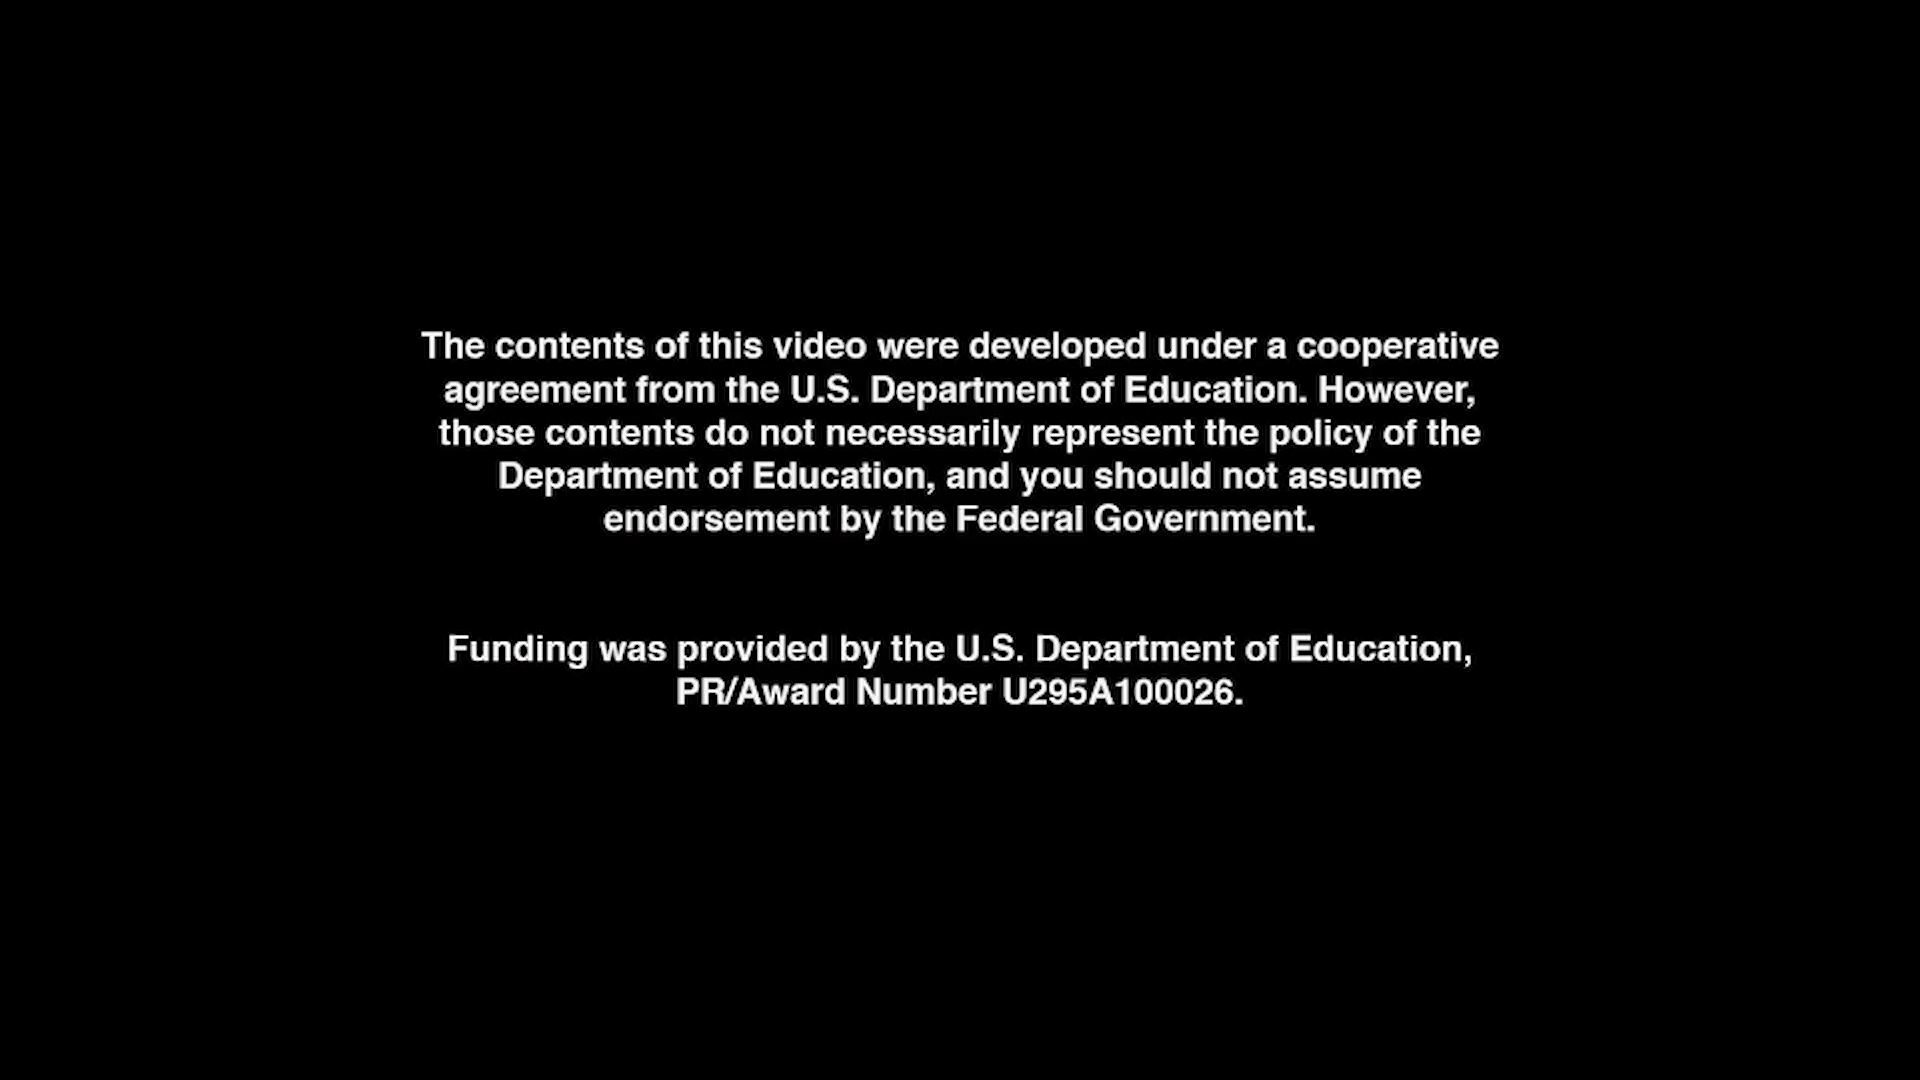 The contents of this video were developed under a cooperative
agreement from the U.S. Department of Education. However,
those contents do not necessarily represent the policy of the
Department of Education, and you should not assume
endorsement by the Federal Government.
Funding was provided by the U.S. Department of Education,
PR/Award Number U295A100026.